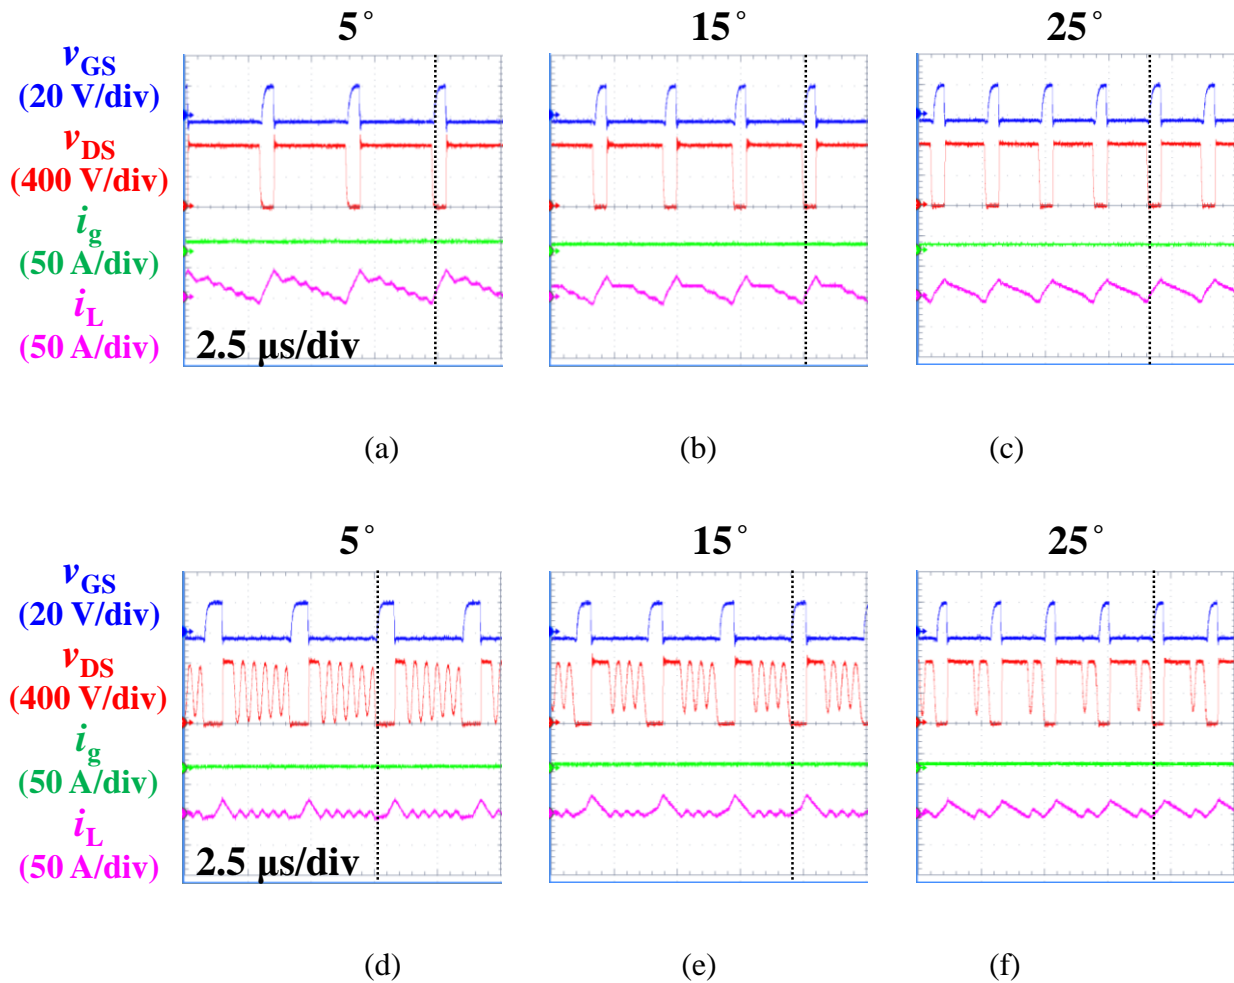 5°
15°
25°
vGS
(20 V/div)
vDS
(400 V/div)
ig
(50 A/div)
iL
(50 A/div)
2.5 μs/div
(a)
(b)
(c)
5°
15°
25°
vGS
(20 V/div)
vDS
(400 V/div)
ig
(50 A/div)
iL
(50 A/div)
2.5 μs/div
(d)
(e)
(f)